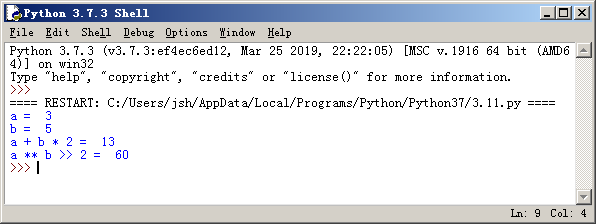 Python 3.7.3 Shell
File Edit Shell Debug Options Window Help
Python 3.7.3 (v3.7.3:ef4ec6ed12, Mar 25 2019, 22:22:05) [MSC v.1916 64 bit (AMD6
4)] on win32
Type "help", "copyright", "credits" or "license()" for more information.
>>>
==== RESTART: C:/Users/jsh/AppData/Local/Programs/Python/Python37/3.11.py ====
a =  3
b =  5
a + b * 2 =  13
a ** b >> 2 =  60
>>>
Ln: 9 Col: 4